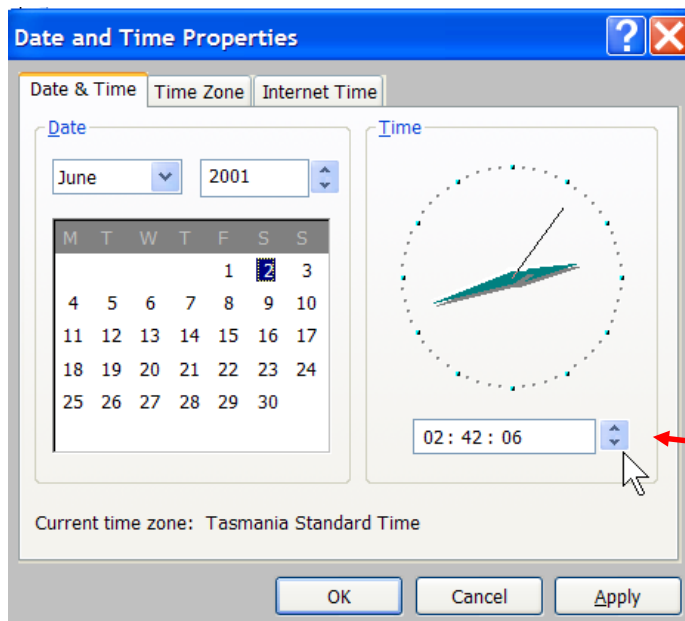 Date and Time Properties
Date & Time Time Zone Internet Time
Date
June 2001
M T W T F S S
1 2 3
4 5 6 7 8 9 10
11 12 13 14 15 16 17
18 19 20 21 22 23 24
25 26 27 28 29 30
Time
02: 42: 06
Current time zone: Tasmania Standard Time
OK Cancel Apply